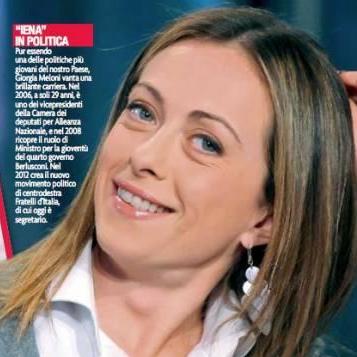 "IENA"
IN POLITICA
Pur essendo
una delle politiche più
giovani del nostro Paese,
Giorgia Meloni vanta una
brillante carriera. Nel
2006, a soli 29 anni, è
uno dei vicepresidenti
della Camera dei
deputati per Alleanza
Nazionale, e nel 2008
ricopre il ruolo di
Ministro per la gioventù
del quarto governo
Berlusconi. Nel
2012 crea il nuovo
movimento politico
di centrodestra
Fratelli d'Italia,
di cui oggi è
segretario.